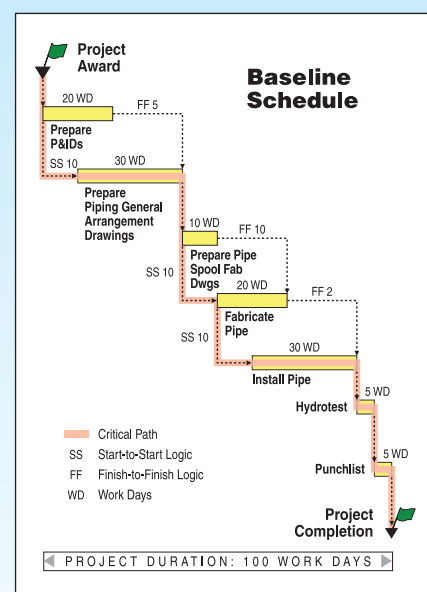 Project
Award
Baseline
Schedule
20 WD
FF 5
Prepare
P&IDs
SS 10
30 WD
Prepare
Piping General
Arrangement
Drawings
10 WD
FF 10
Prepare Pipe
Spool Fab
Dwgs
SS 10
20 WD
FF 2
Fabricate
Pipe
SS 10
30 WD
Install Pipe
5 WD
Hydrotest
5 WD
Punchlist
Critical Path
SS Start-to-Start Logic
FF Finish-to-Finish Logic
WD Work Days
Project
Completion
PROJECT DURATION: 100 WORK DAYS